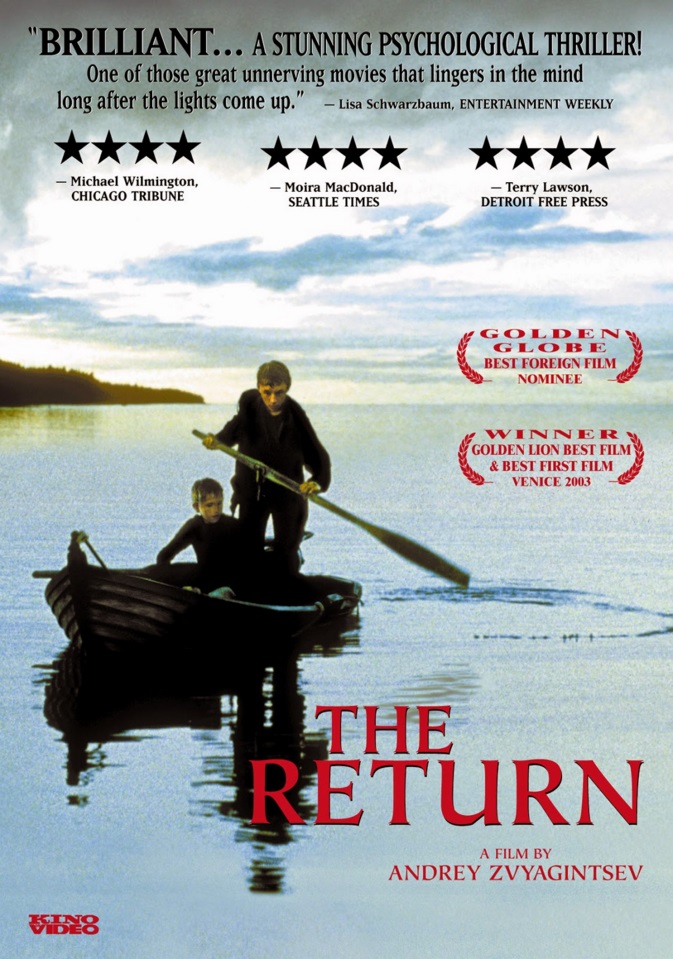 "BRILLIANT... A STUNNING PSYCHOLOGICAL THRILLER!
One of those great unnerving movies that lingers in the mind
long after the lights come up." — LISA SCHWARZBAUM, ENTERTAINMENT WEEKLY
— Michael Wilmington,
CHICAGO TRIBUNE
— Moira MacDonald,
SEATTLE TIMES
— Terry Lawson,
DETROIT FREE PRESS
GOLDEN
GLOBE
BEST FOREIGN FILM
NOMINEE
WINNER
GOLDEN LION BEST FILM
& BEST FIRST FILM
VENICE 2003
THE
RETURN
A FILM BY
ANDREY ZVYAGINTSEV
KINO
VIDEO